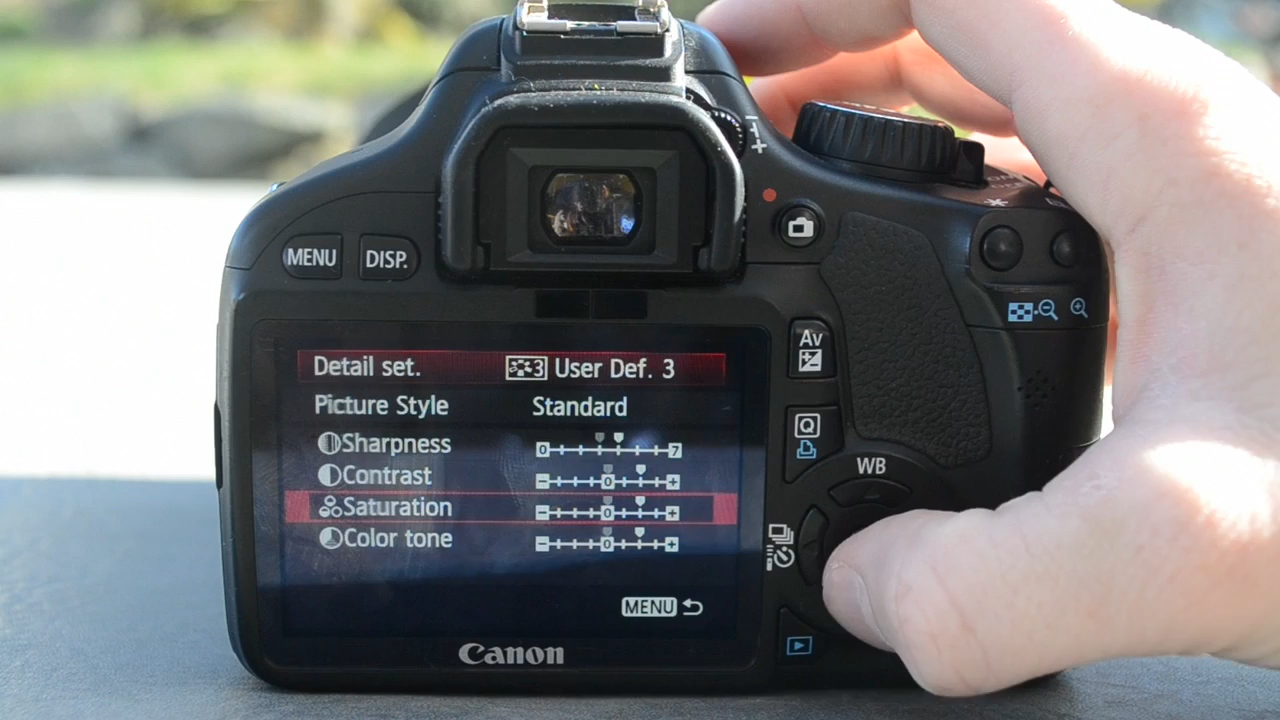 MENU DISP.
Detail set. 3 User Def. 3
Picture Style Standard
Sharpness 0 7
Contrast - 0 +
Saturation - 0 +
Color tone - 0 +
MENU
Canon
Av
Q
WB